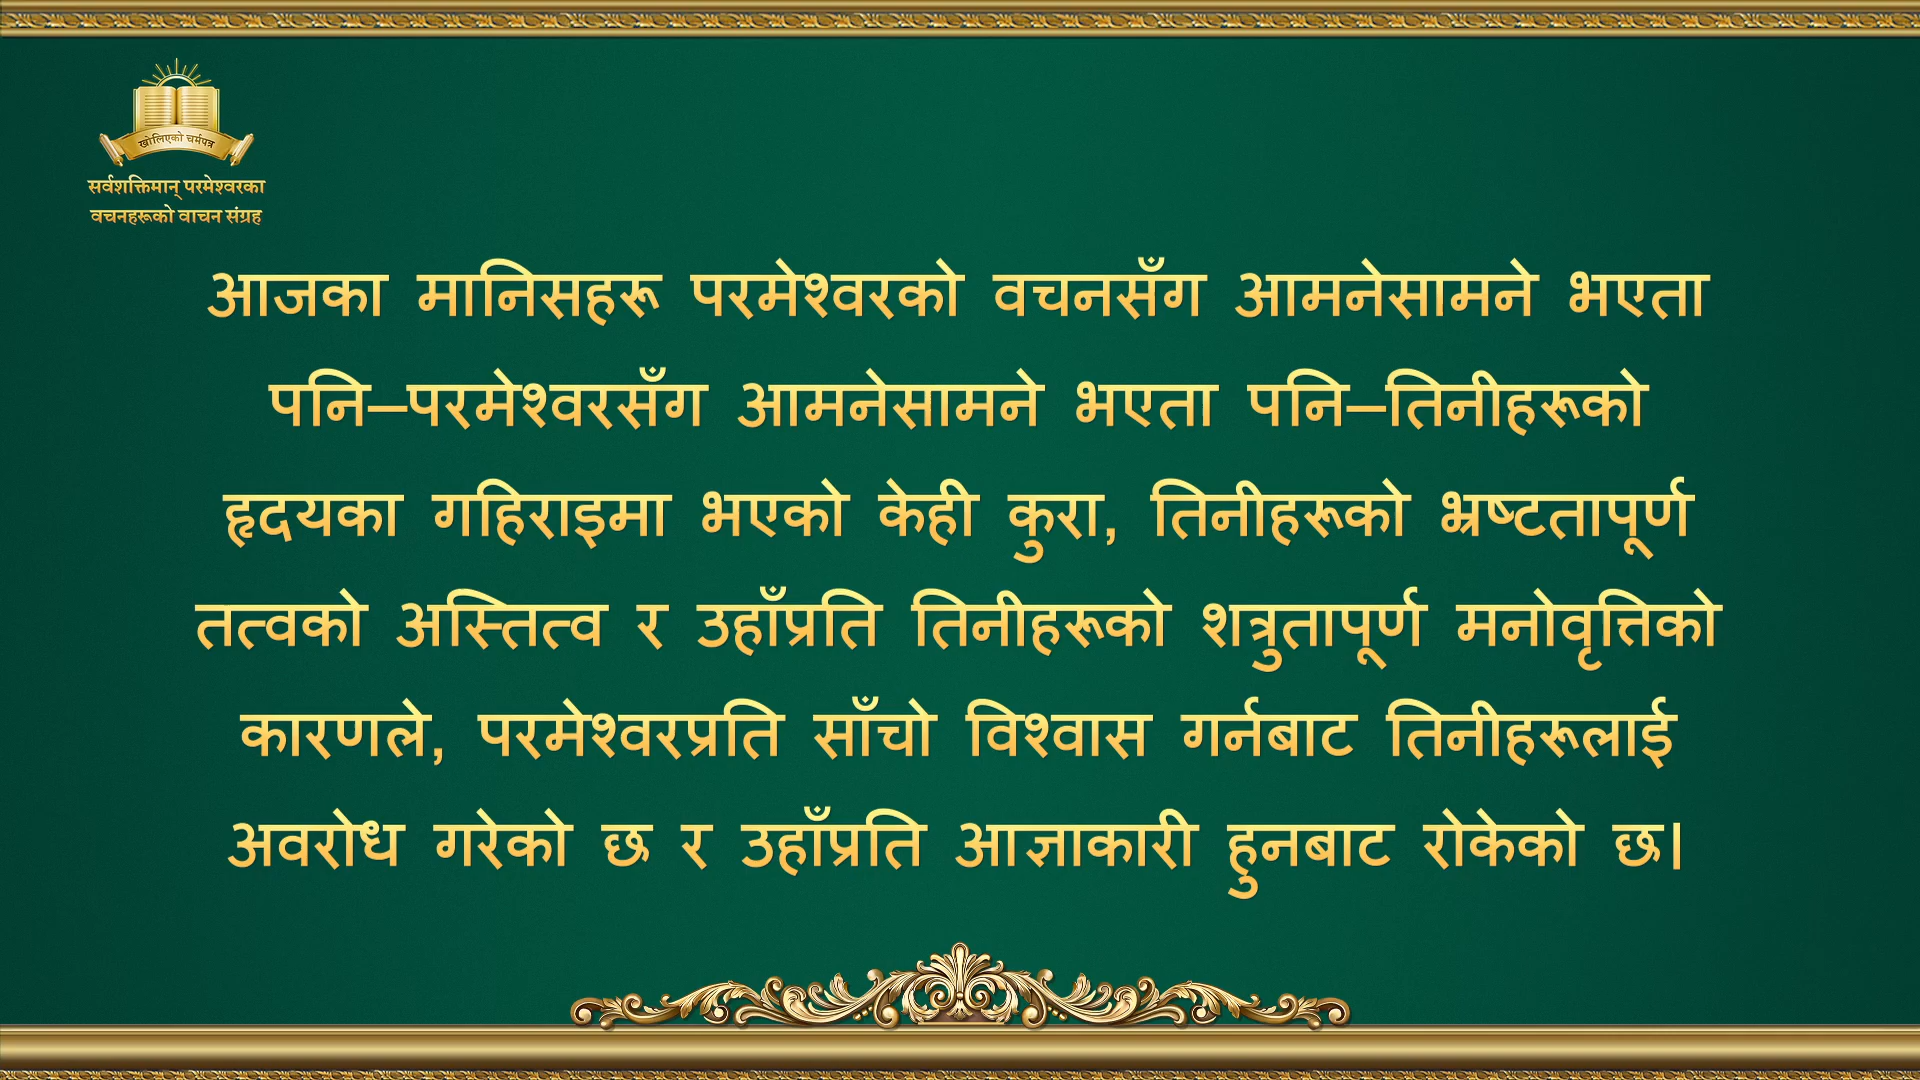 खोलिएको चर्मपत्र
सर्वशक्तिमान् परमेश्वरका
वचनहरूको वाचन संग्रह
आजका मानिसहरू परमेश्वरको वचनसँग आमनेसामने भएता
पनि—परमेश्वरसँग आमनेसामने भएता पनि—तिनीहरूको
हृदयका गहिराइमा भएको केही कुरा, तिनीहरूको भ्रष्टतापूर्ण
तत्वको अस्तित्व र उहाँप्रति तिनीहरूको शत्रुतापूर्ण मनोवृत्तिको
कारणले, परमेश्वरप्रति साँचो विश्वास गर्नबाट तिनीहरूलाई
अवरोध गरेको छ र उहाँप्रति आज्ञाकारी हुनबाट रोकेको छ।